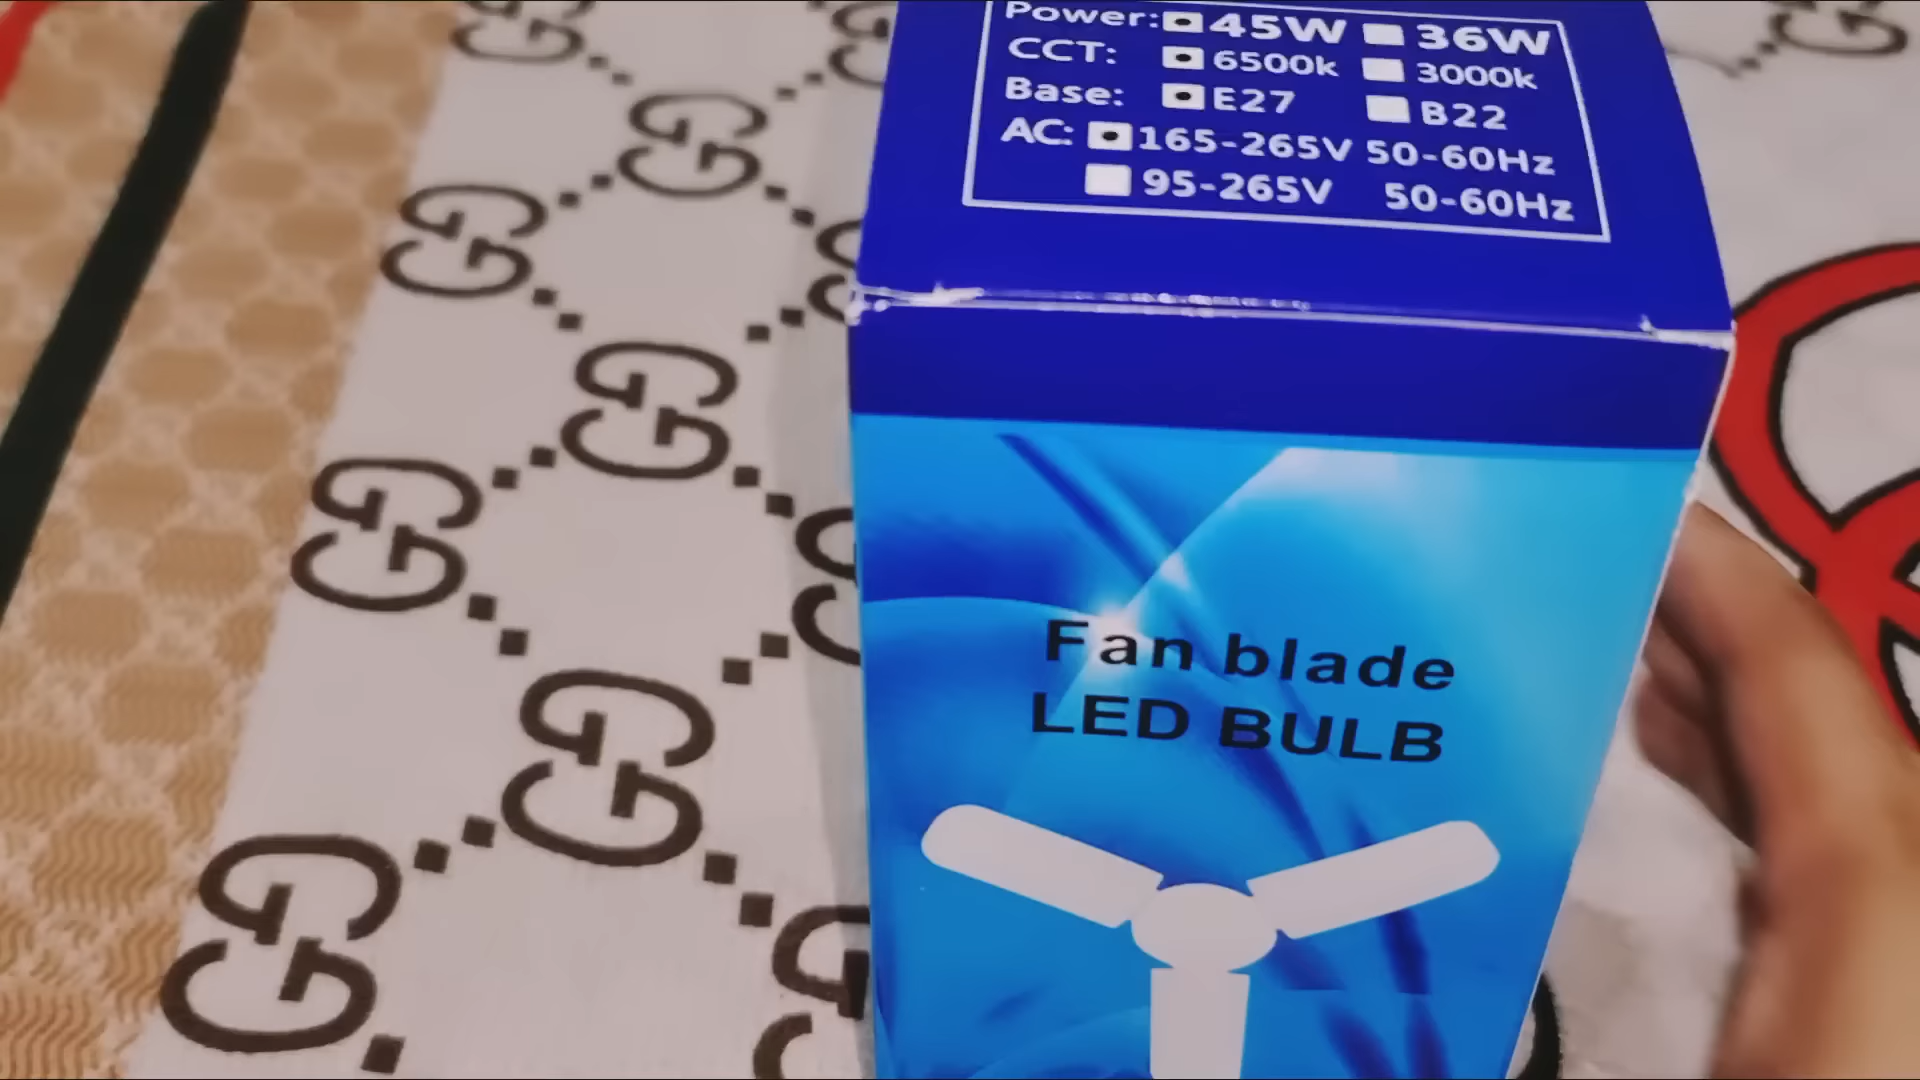 Power: 45W 36W
CCT: 6500k 3000k
Base: E27 B22
AC: 165-265V 50-60Hz
95-265V 50-60Hz
Fan blade
LED BULB